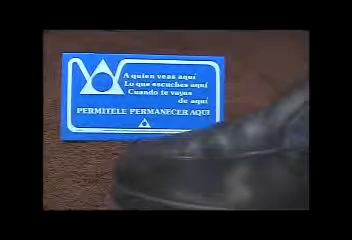 A quien veas aquí
Lo que escuches aquí
Cuando te vayas
de aquí
PERMITELE PERMANECER AQUI